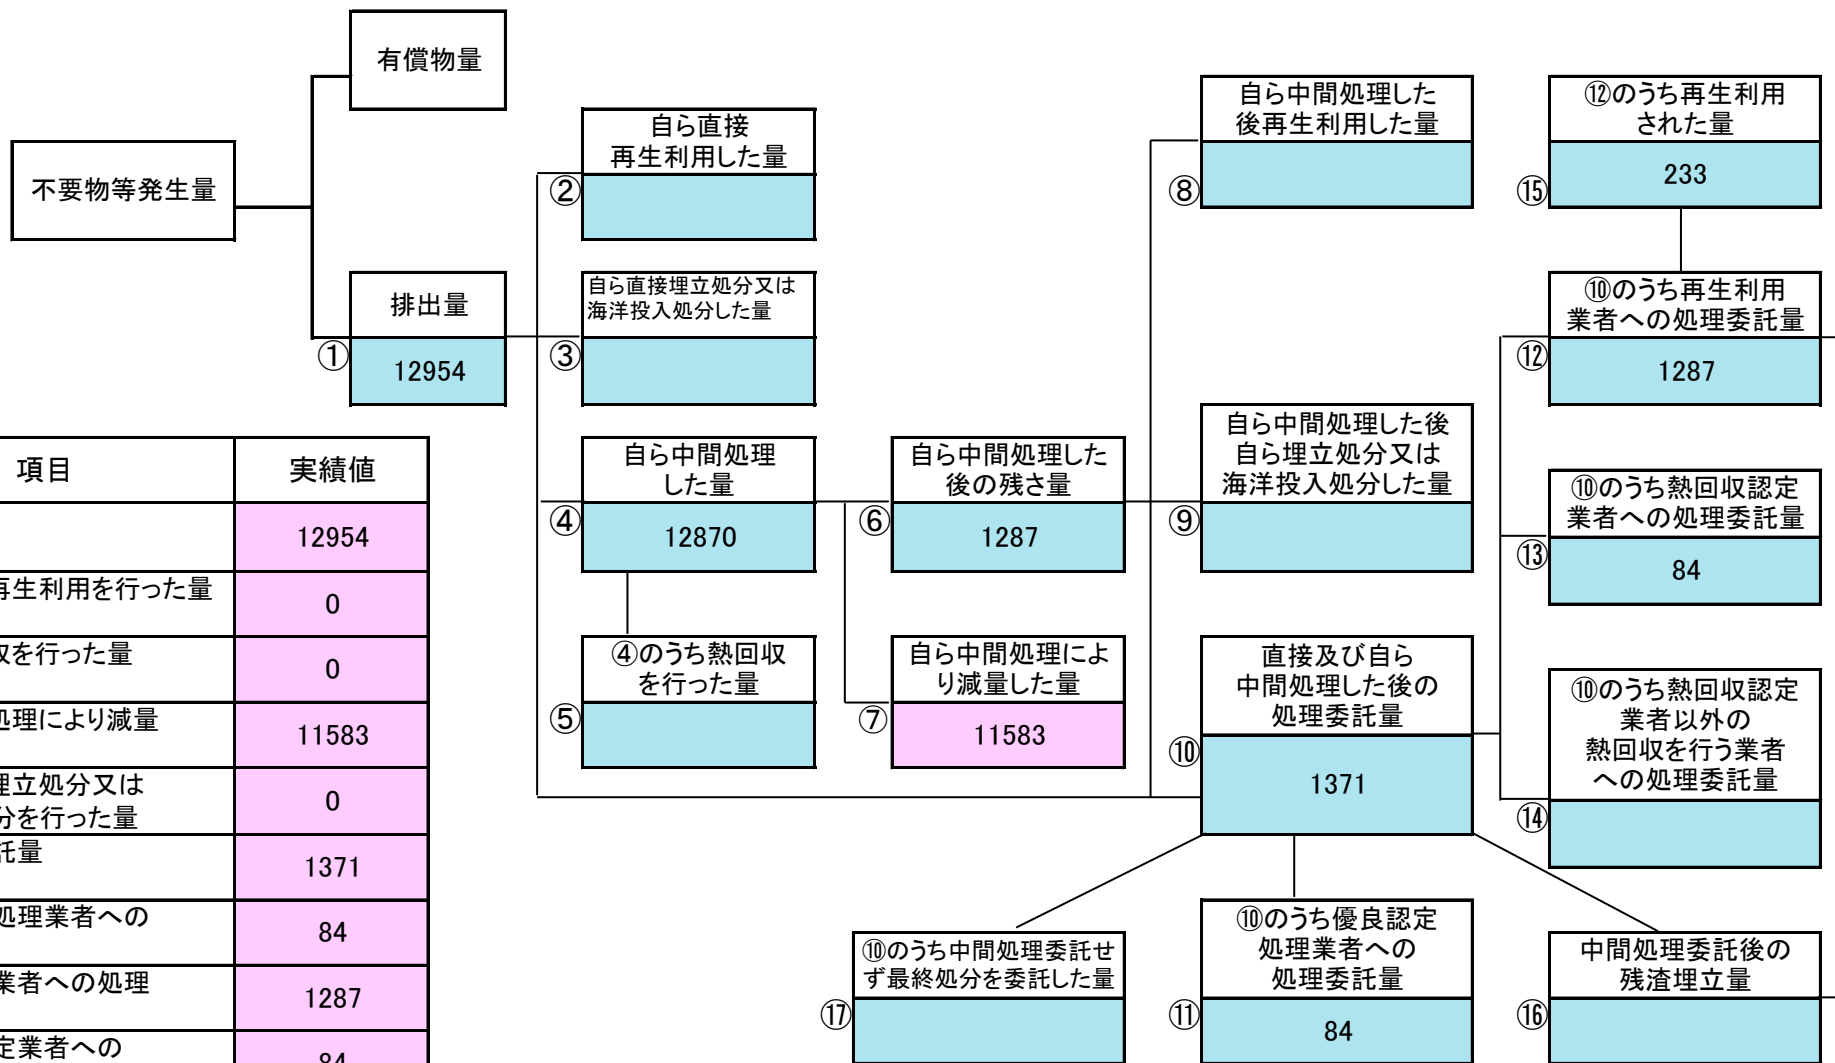 有償物量
不要物等発生量
排出量
①
12954
自ら直接
再生利用した量
②
自ら直接埋立処分又は
海洋投入処分した量
③
自ら中間処理
した量
④
12870
④のうち熱回収
を行った量
⑤
自ら中間処理した
後の残さ量
⑥
1287
自ら中間処理によ
り減量した量
⑦
11583
自ら中間処理した
後再生利用した量
⑧
自ら中間処理した後
自ら埋立処分又は
海洋投入処分した量
⑨
直接及び自ら
中間処理した後の
処理委託量
⑩
1371
⑩のうち優良認定
処理業者への
処理委託量
⑪
84
⑩のうち再生利用
業者への処理委託量
⑫
1287
⑩のうち熱回収認定
業者への処理委託量
⑬
84
⑩のうち熱回収認定
業者以外の
熱回収を行う業者
への処理委託量
⑭
⑫のうち再生利用
された量
⑮
233
中間処理委託後の
残渣埋立量
⑯
⑩のうち中間処理委託せ
ず最終処分を委託した量
⑰
項目 実績値
12954
再生利用を行った量 0
を行った量 0
処理により減量 11583
埋立処分又は
を行った量 0
託量 1371
処理業者への 84
業者への処理 1287
定業者への 84